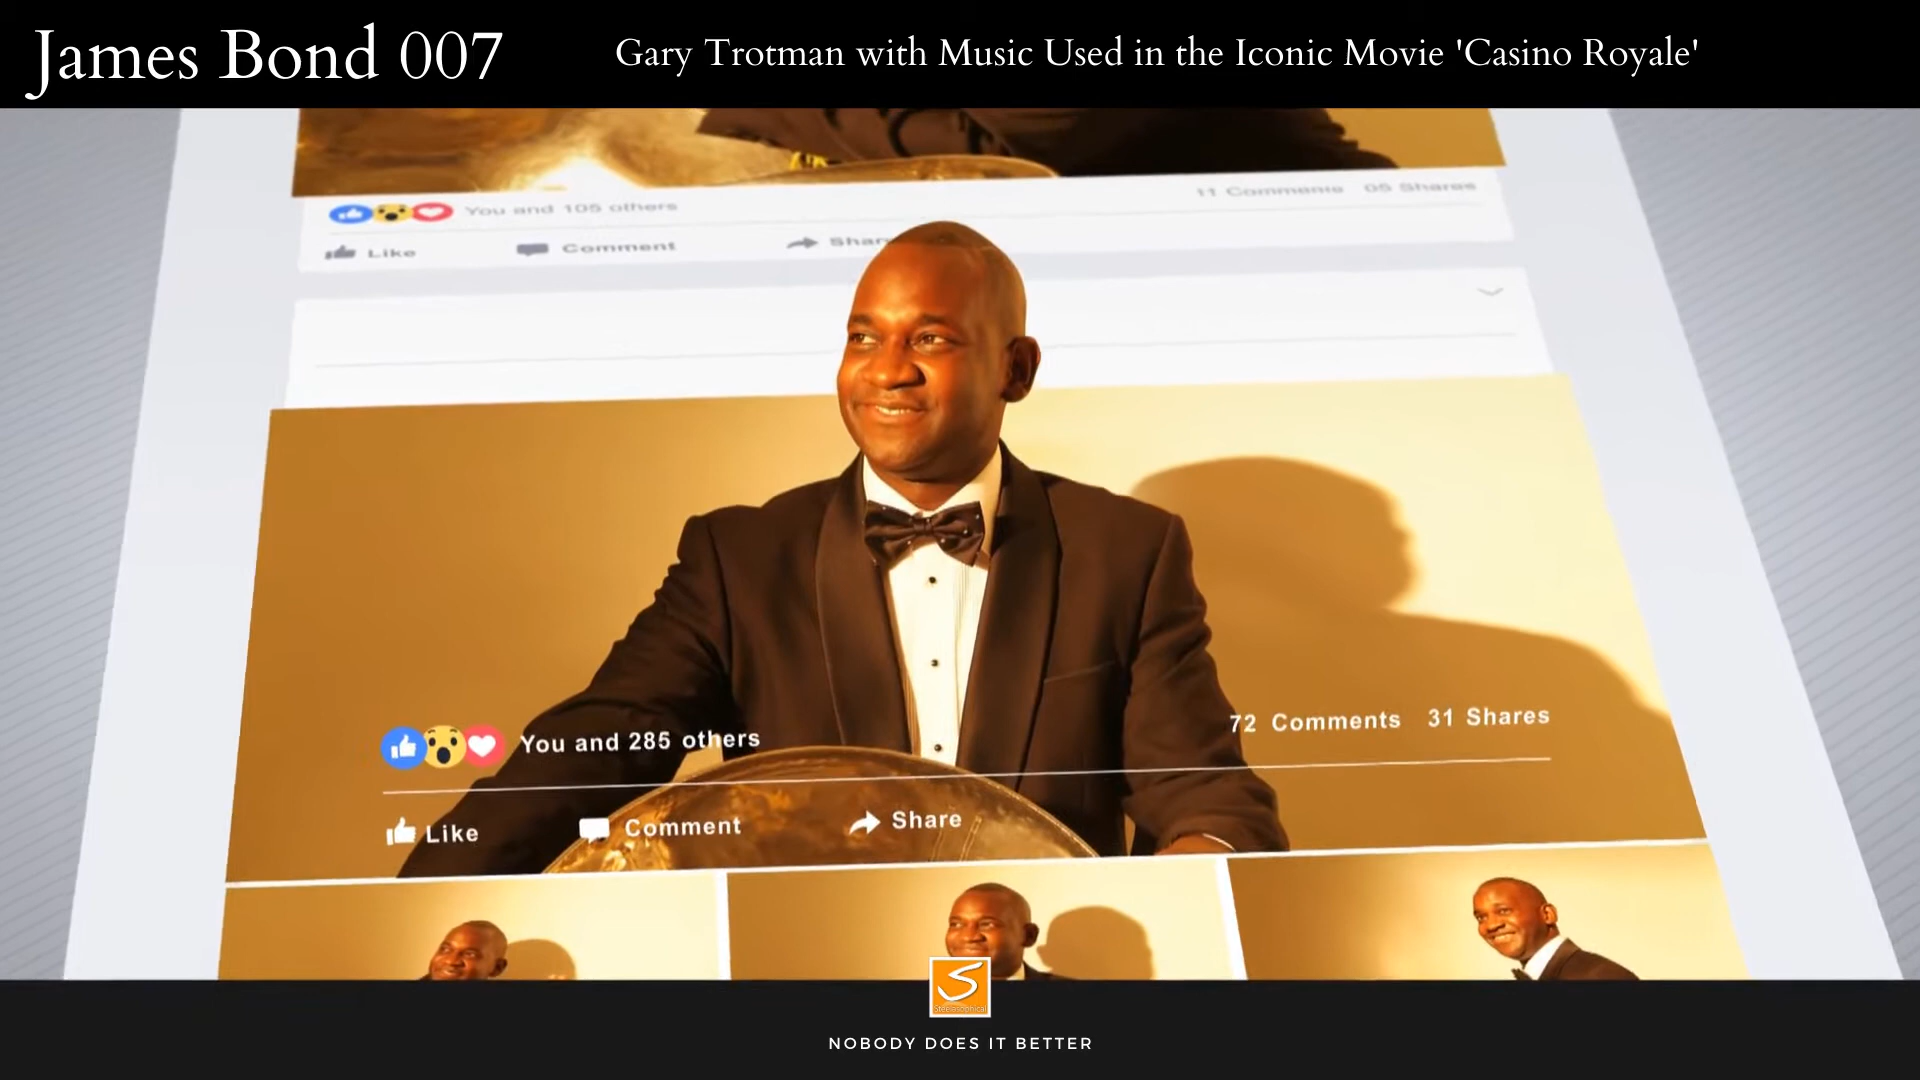 James Bond 007
Gary Trotman with Music Used in the Iconic Movie 'Casino Royale'
You and 105 others
11 Comments 05 Shares
Like Comment Share
You and 285 others
72 Comments 31 Shares
Like Comment Share
S
Steelasophical
NOBODY DOES IT BETTER